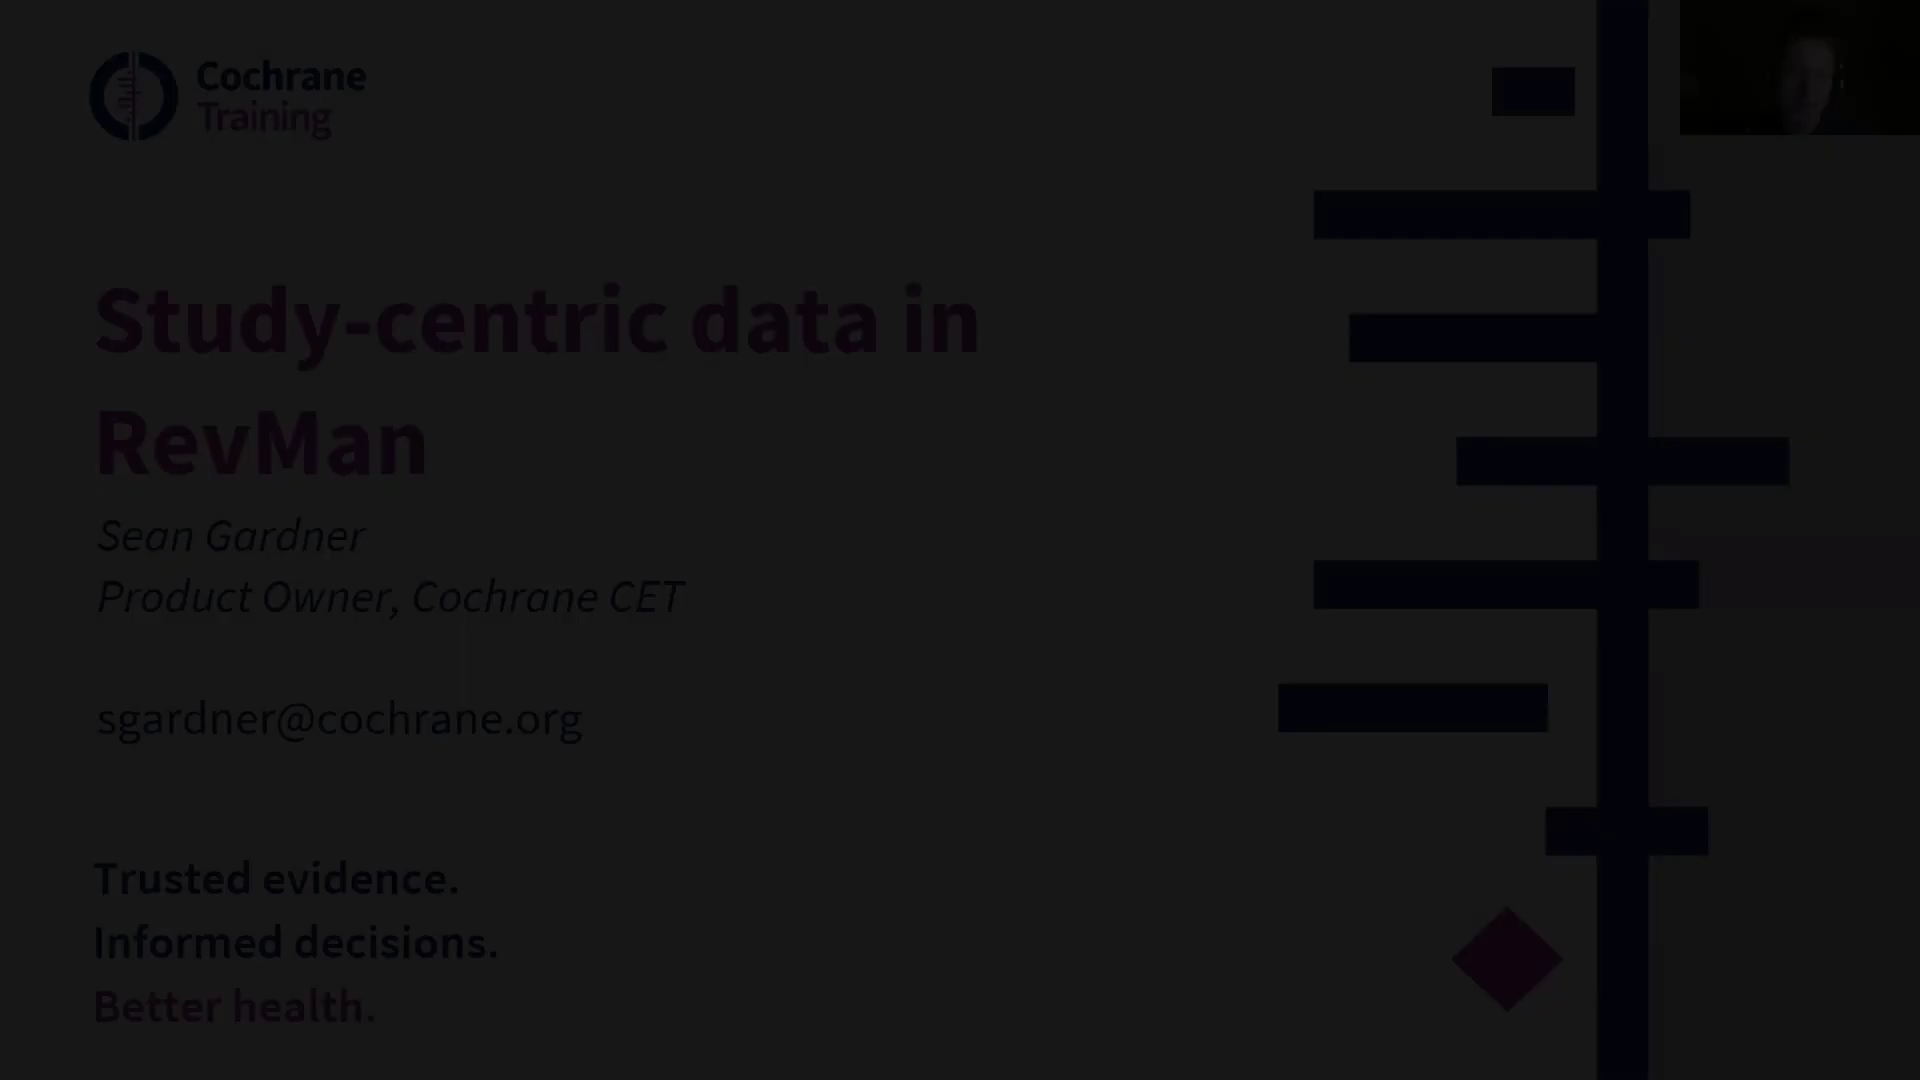 Cochrane
Training
Study-centric data in
RevMan
Sean Gardner
Product Owner, Cochrane CET
sgardner@cochrane.org
Trusted evidence.
Informed decisions.
Better health.